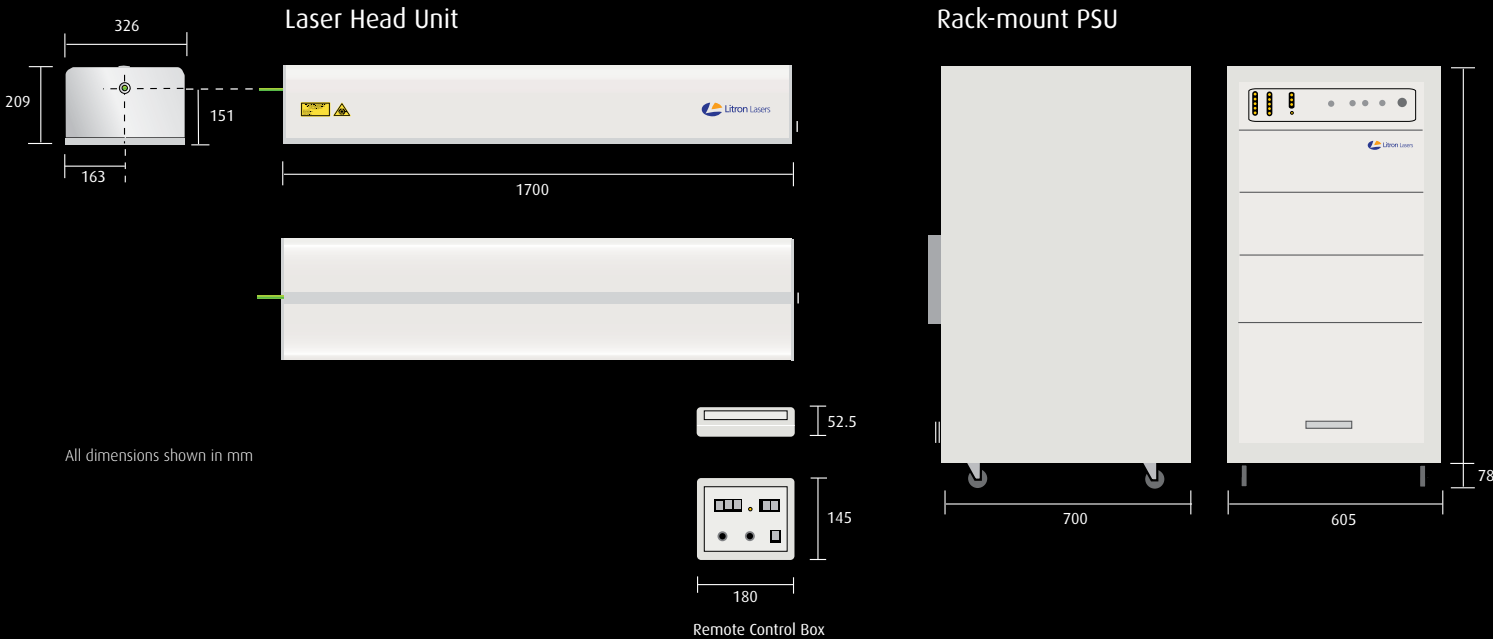 Laser Head Unit
Rack-mount PSU
326
209
151
163
Litron Lasers
1700
Litron Lasers
52.5
All dimensions shown in mm
145
180
Remote Control Box
78
700
605